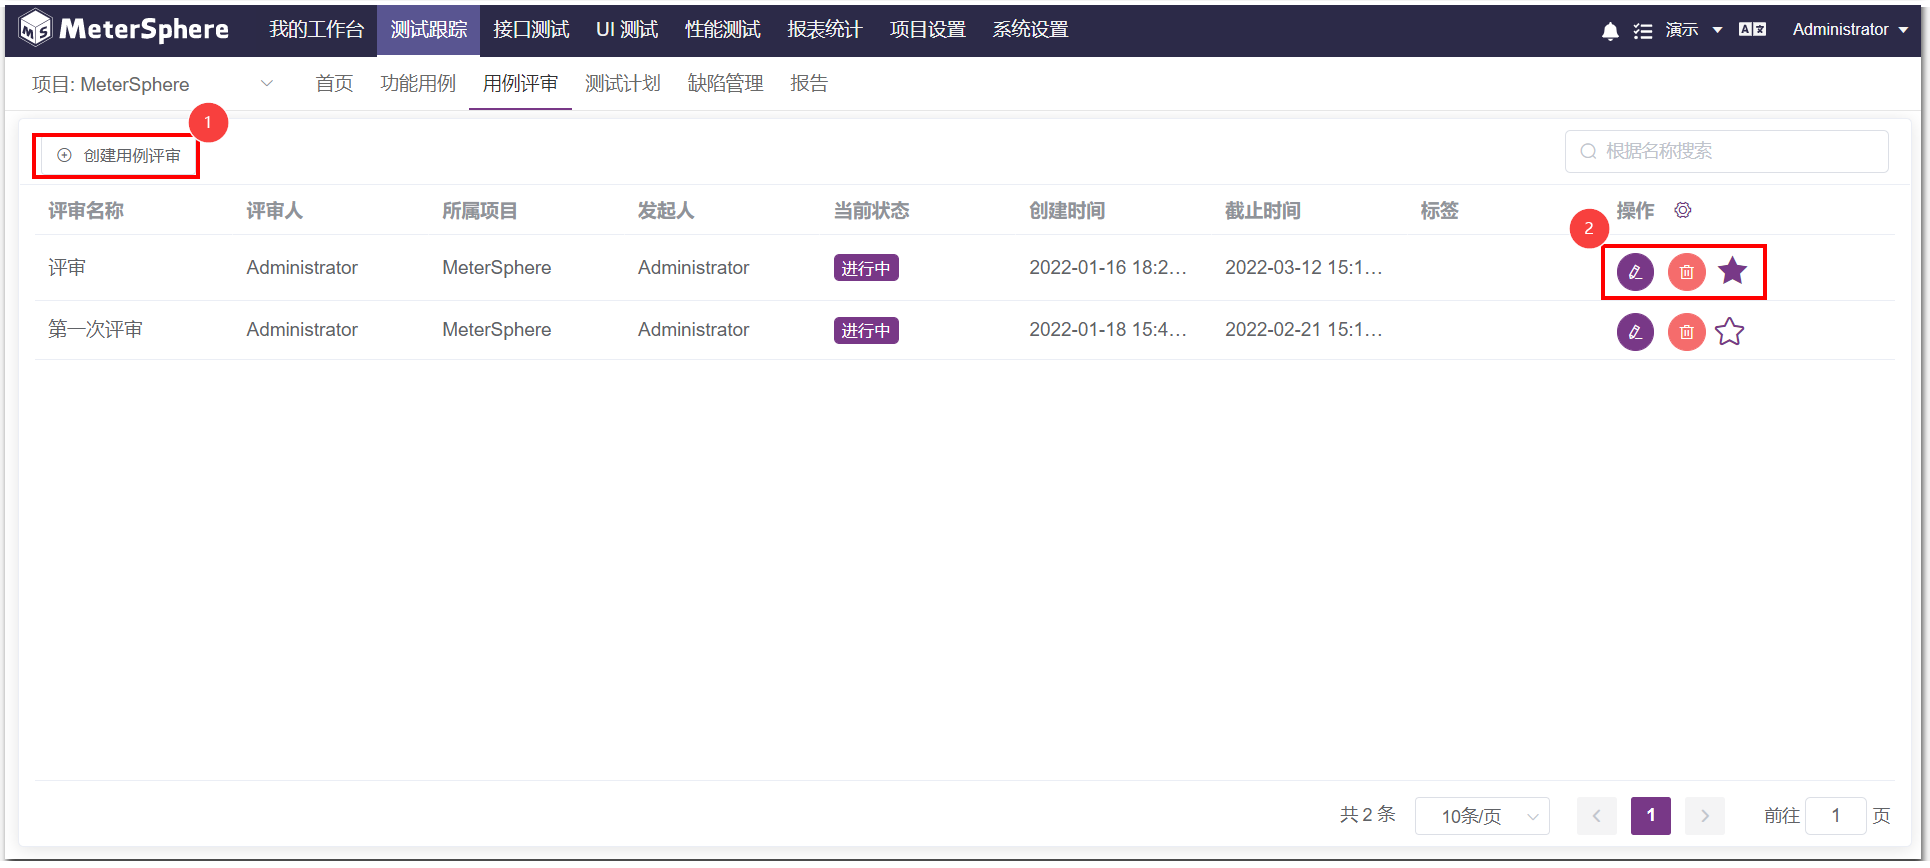 MeterSphere 我的工作台 测试跟踪 接口测试 UI 测试 性能测试 报表统计 项目设置 系统设置 演示 Administrator
项目: MeterSphere 首页 功能用例 用例评审 测试计划 缺陷管理 报告
1
创建用例评审 根据名称搜索
评审名称 评审人 所属项目 发起人 当前状态 创建时间 截止时间 标签 操作
2
评审 Administrator MeterSphere Administrator 进行中 2022-01-16 18:2... 2022-03-12 15:1...
第一次评审 Administrator MeterSphere Administrator 进行中 2022-01-18 15:4... 2022-02-21 15:1...
共 2 条 10条/页 1 前往 1 页